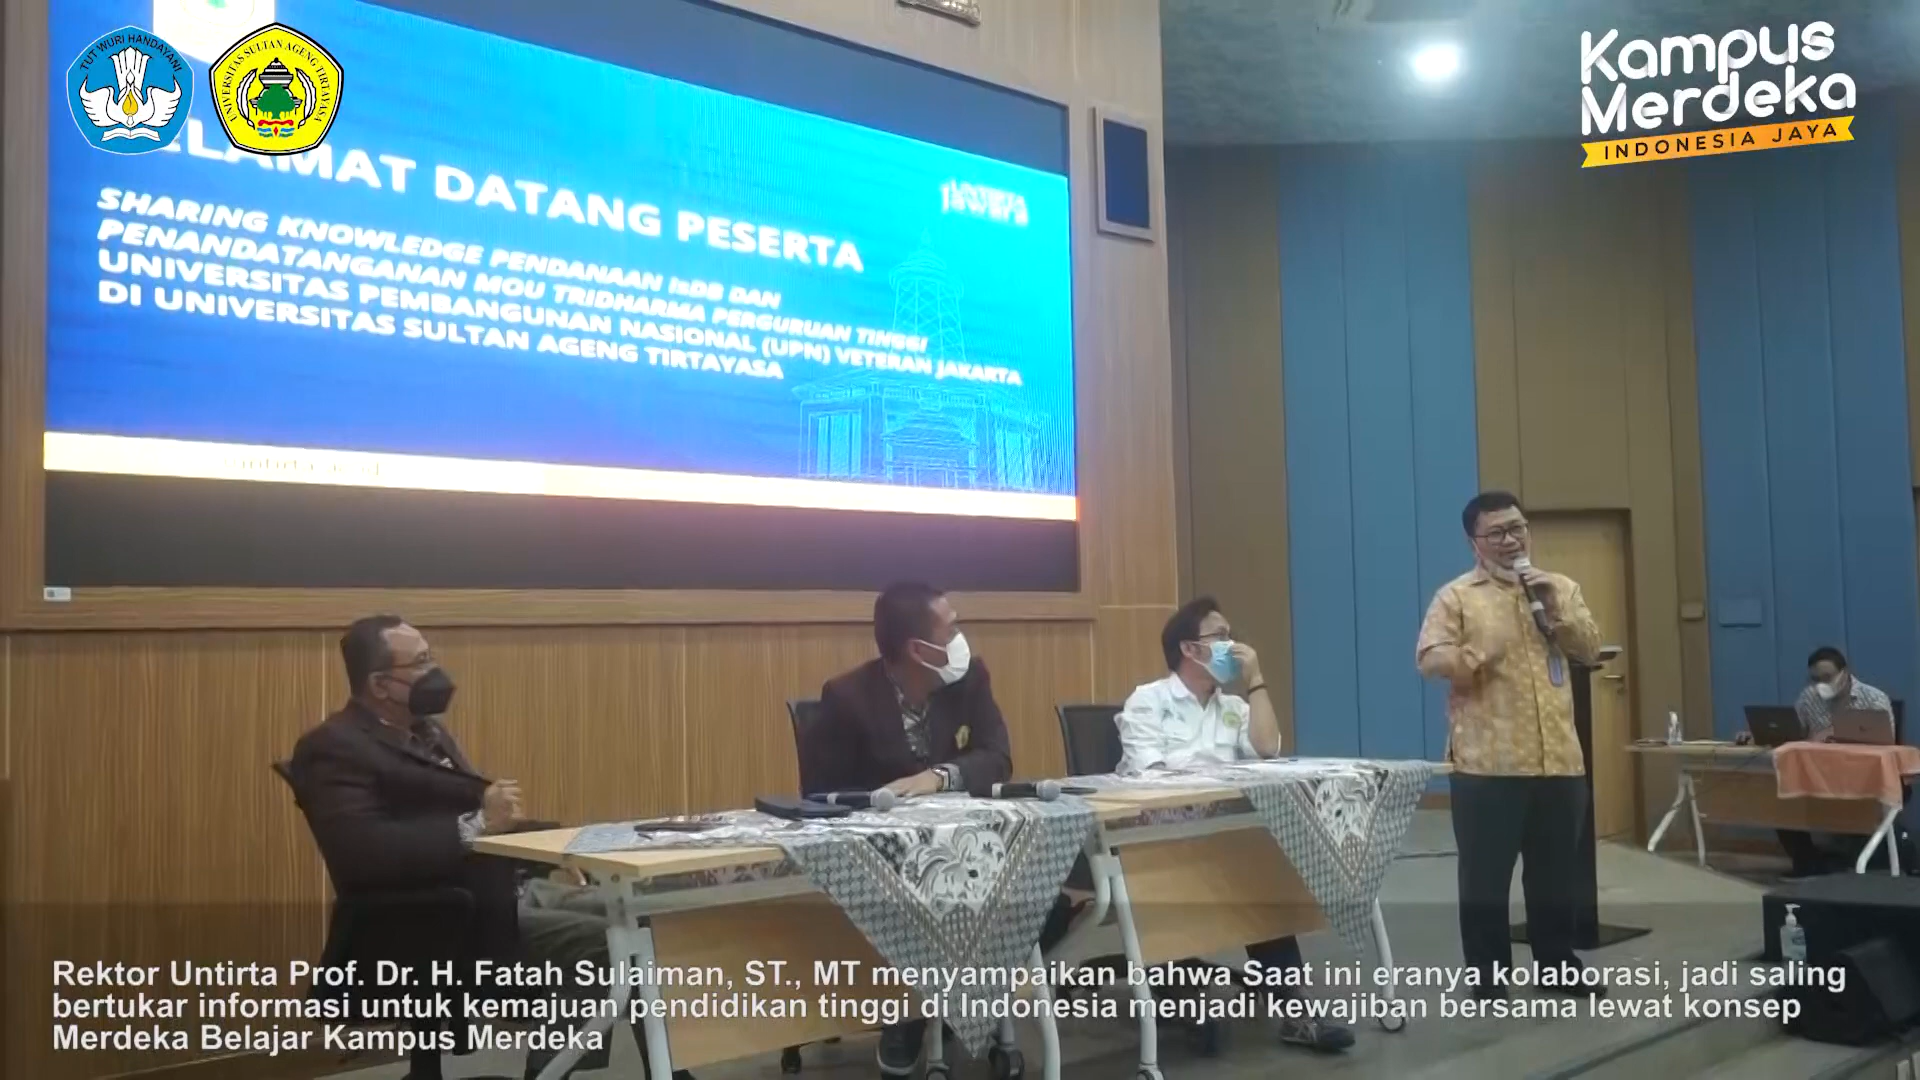 TUT WURI HANDAYANI
UNIVERSITAS SULTAN AGENG TIRTAYASA
Kampus
Merdeka
INDONESIA JAYA
DATANG PESERTA
SHARING KNOWLEDGE PENDANAAN IsDB DAN
PENANDATANGANAN MOU TRIDHARMA PERGURUAN TINGGI
UNIVERSITAS PEMBANGUNAN NASIONAL (UPN) VETERAN JAKARTA
DI UNIVERSITAS SULTAN AGENG TIRTAYASA
Rektor Untirta Prof. Dr. H. Fatah Sulaiman, ST., MT menyampaikan bahwa Saat ini eranya kolaborasi, jadi saling
bertukar informasi untuk kemajuan pendidikan tinggi di Indonesia menjadi kewajiban bersama lewat konsep
Merdeka Belajar Kampus Merdeka